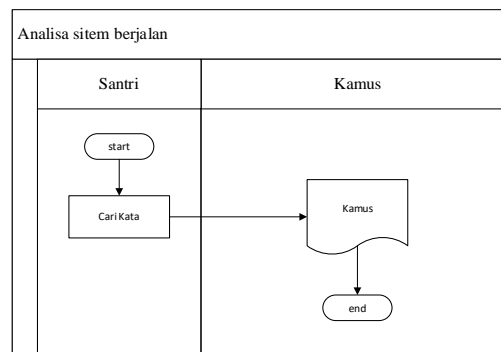 Analisa sitem berjalan
Santri
Kamus
start
Cari Kata
Kamus
end